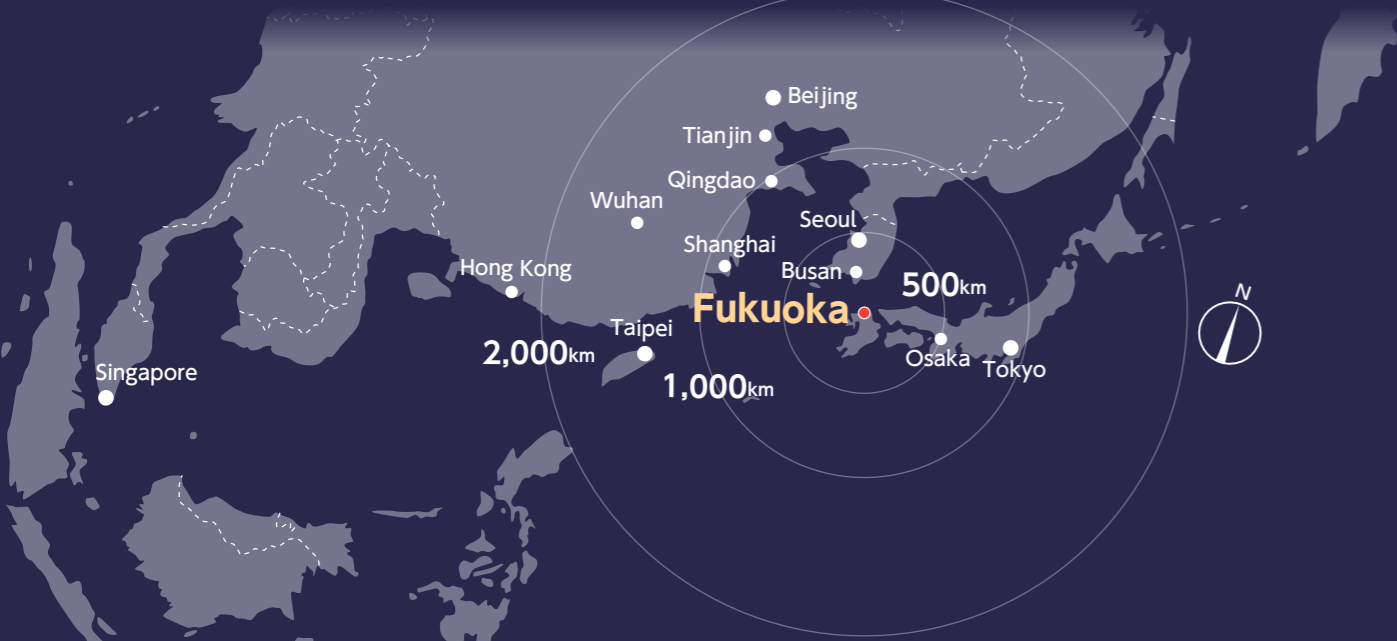 Beijing
Tianjin
Qingdao
Wuhan
Seoul
Shanghai
Hong Kong
Busan
500km
N
Fukuoka
Taipei
2,000km
Osaka
Tokyo
Singapore
1,000km